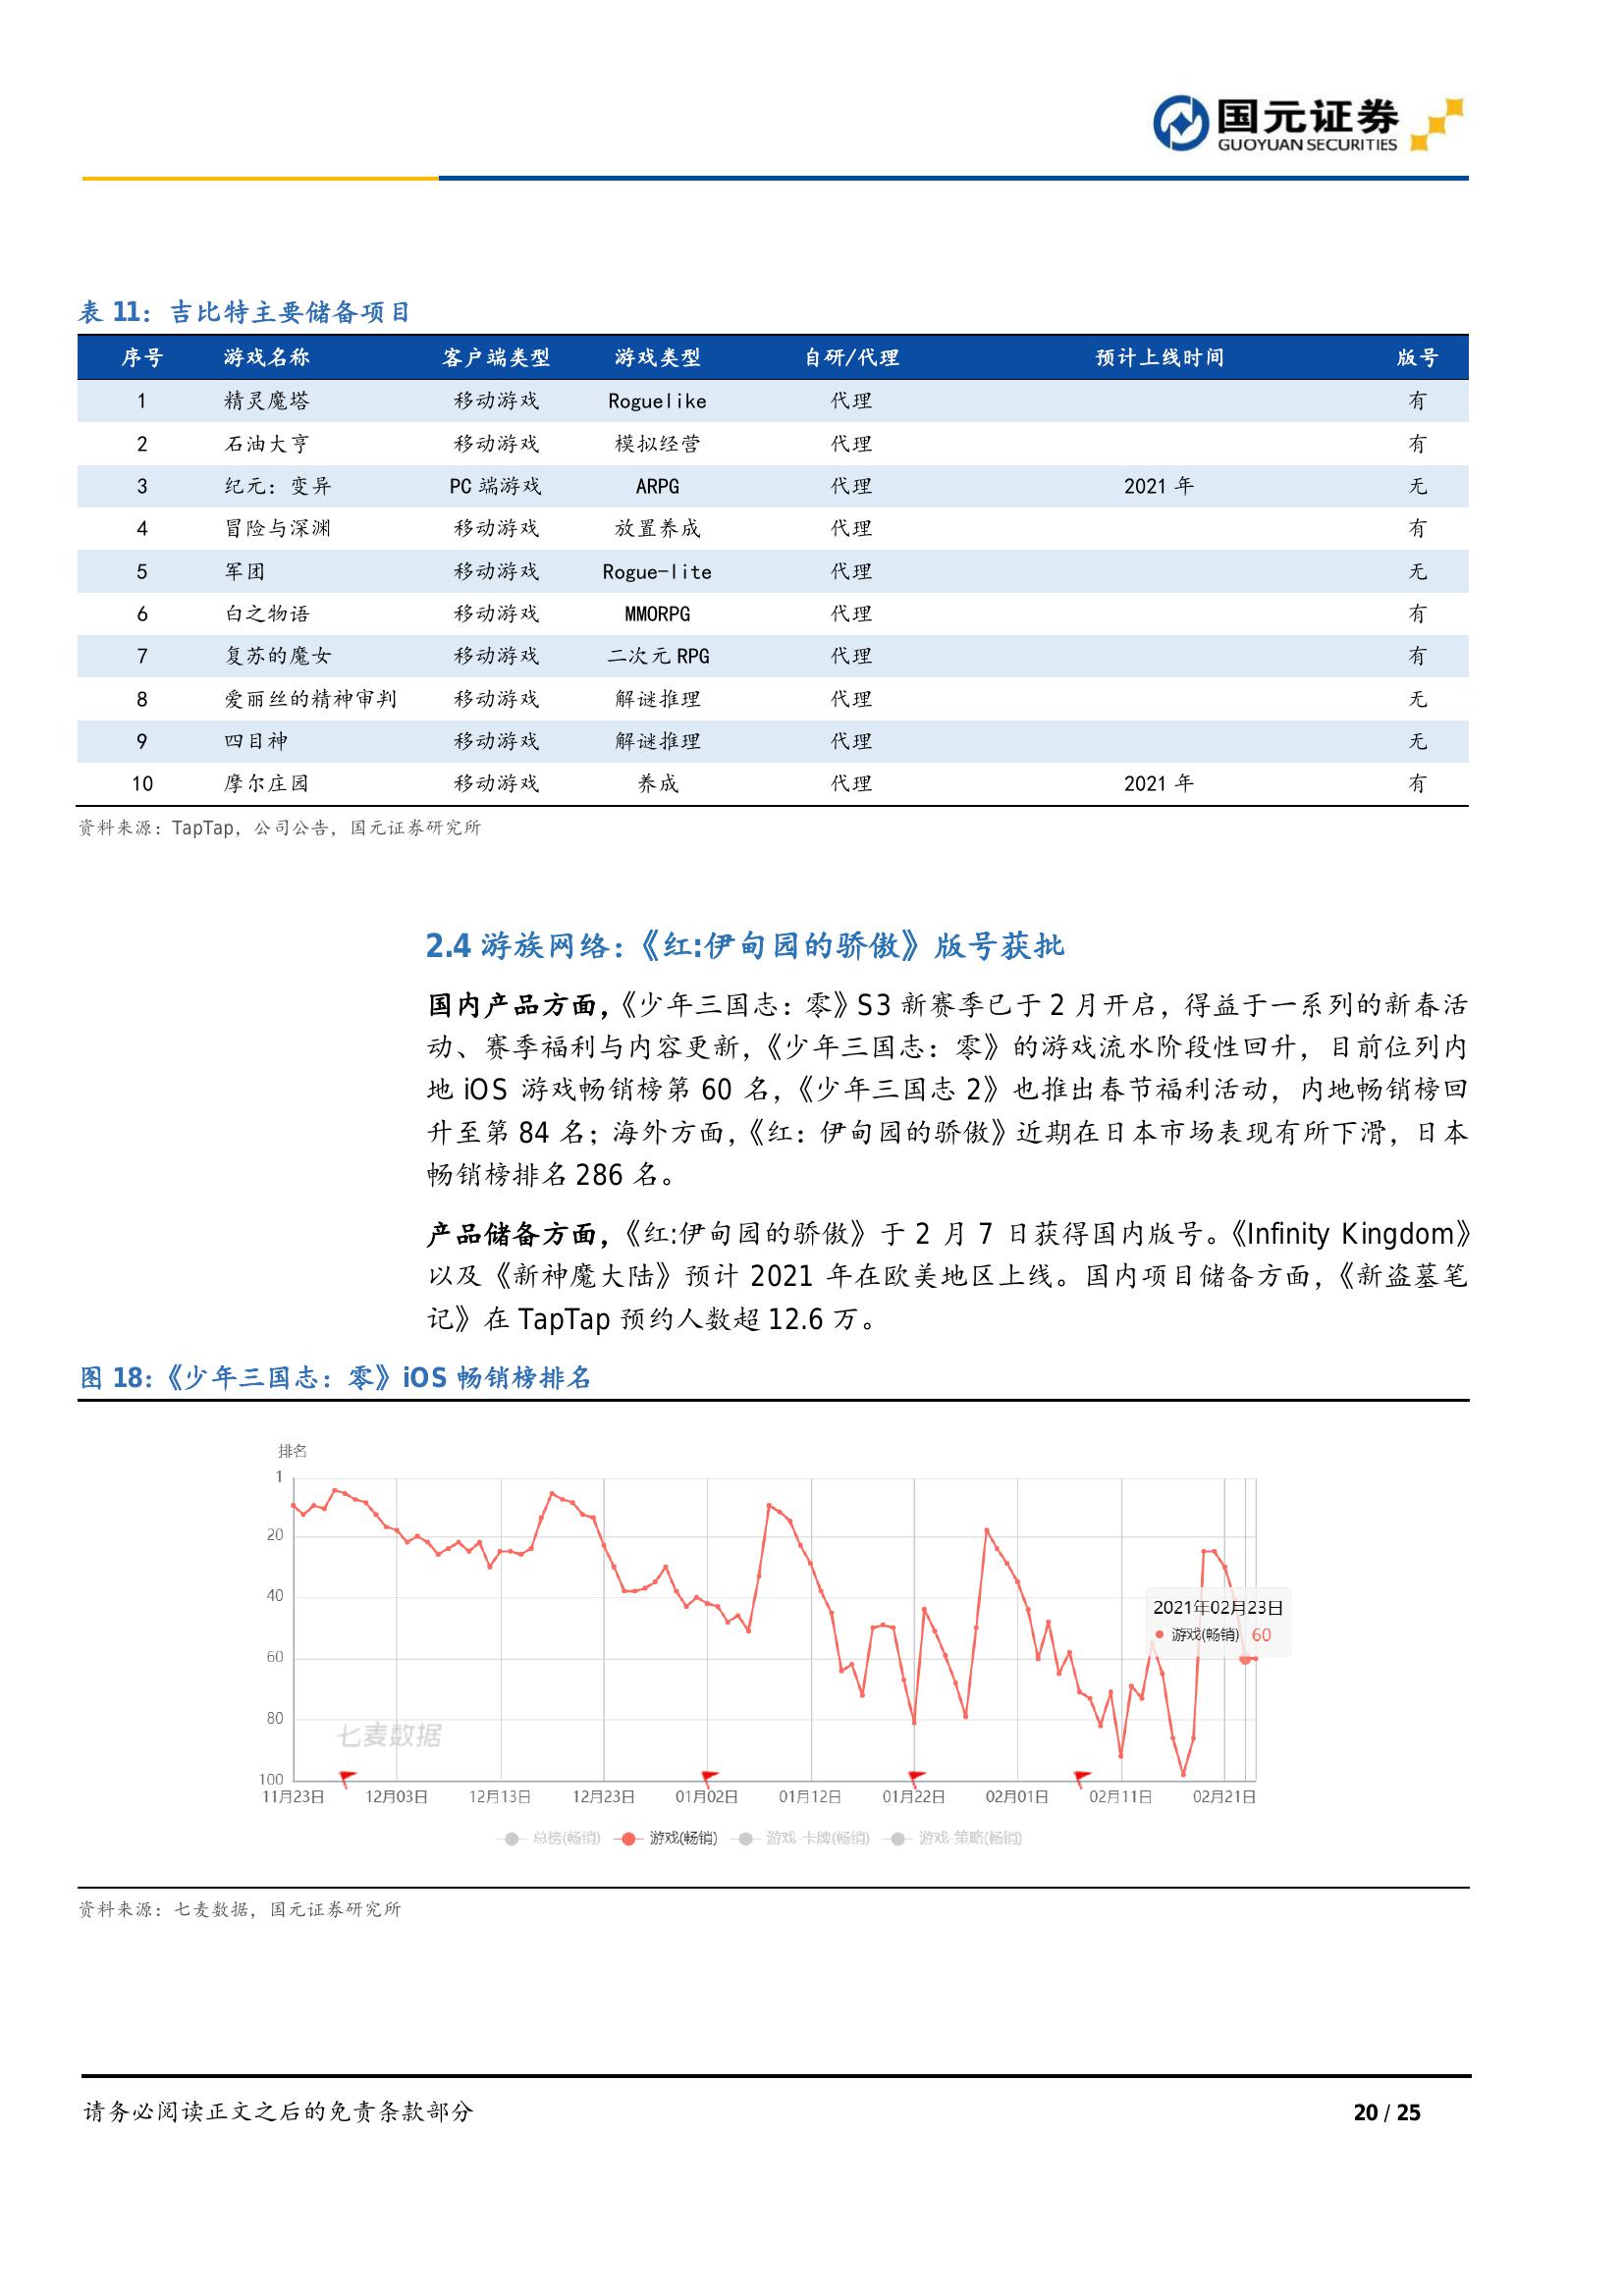 国元证券
GUOYUAN SECURITIES
表 11：吉比特主要储备项目
序号 游戏名称 客户端类型 游戏类型 自研/代理 预计上线时间 版号
1 精灵魔塔 移动游戏 Roguelike 代理 有
2 石油大亨 移动游戏 模拟经营 代理 有
3 纪元：变异 PC 端游戏 ARPG 代理 2021 年 无
4 冒险与深渊 移动游戏 放置养成 代理 有
5 军团 移动游戏 Rogue-lite 代理 无
6 白之物语 移动游戏 MMORPG 代理 有
7 复苏的魔女 移动游戏 二次元 RPG 代理 有
8 爱丽丝的精神审判 移动游戏 解谜推理 代理 无
9 四目神 移动游戏 解谜推理 代理 无
10 摩尔庄园 移动游戏 养成 代理 2021 年 有
资料来源：TapTap，公司公告，国元证券研究所
2.4 游族网络：《红:伊甸园的骄傲》版号获批
国内产品方面，《少年三国志：零》S3 新赛季已于 2 月开启，得益于一系列的新春活
动、赛季福利与内容更新，《少年三国志：零》的游戏流水阶段性回升，目前位列内
地 iOS 游戏畅销榜第 60 名，《少年三国志 2》也推出春节福利活动，内地畅销榜回
升至第 84 名；海外方面，《红：伊甸园的骄傲》近期在日本市场表现有所下滑，日本
畅销榜排名 286 名。
产品储备方面，《红:伊甸园的骄傲》于 2 月 7 日获得国内版号。《Infinity Kingdom》
以及《新神魔大陆》预计 2021 年在欧美地区上线。国内项目储备方面，《新盗墓笔
记》在 TapTap 预约人数超 12.6 万。
图 18：《少年三国志：零》iOS 畅销榜排名
排名
1
20
40
60
80
100
2021年02月23日
游戏(畅销) 60
七麦数据
11月23日 12月03日 12月13日 12月23日 01月02日 01月12日 01月22日 02月01日 02月11日 02月21日
总榜(畅销) 游戏(畅销) 游戏-卡牌(畅销) 游戏-策略(畅销)
资料来源：七麦数据，国元证券研究所
请务必阅读正文之后的免责条款部分 20 / 25